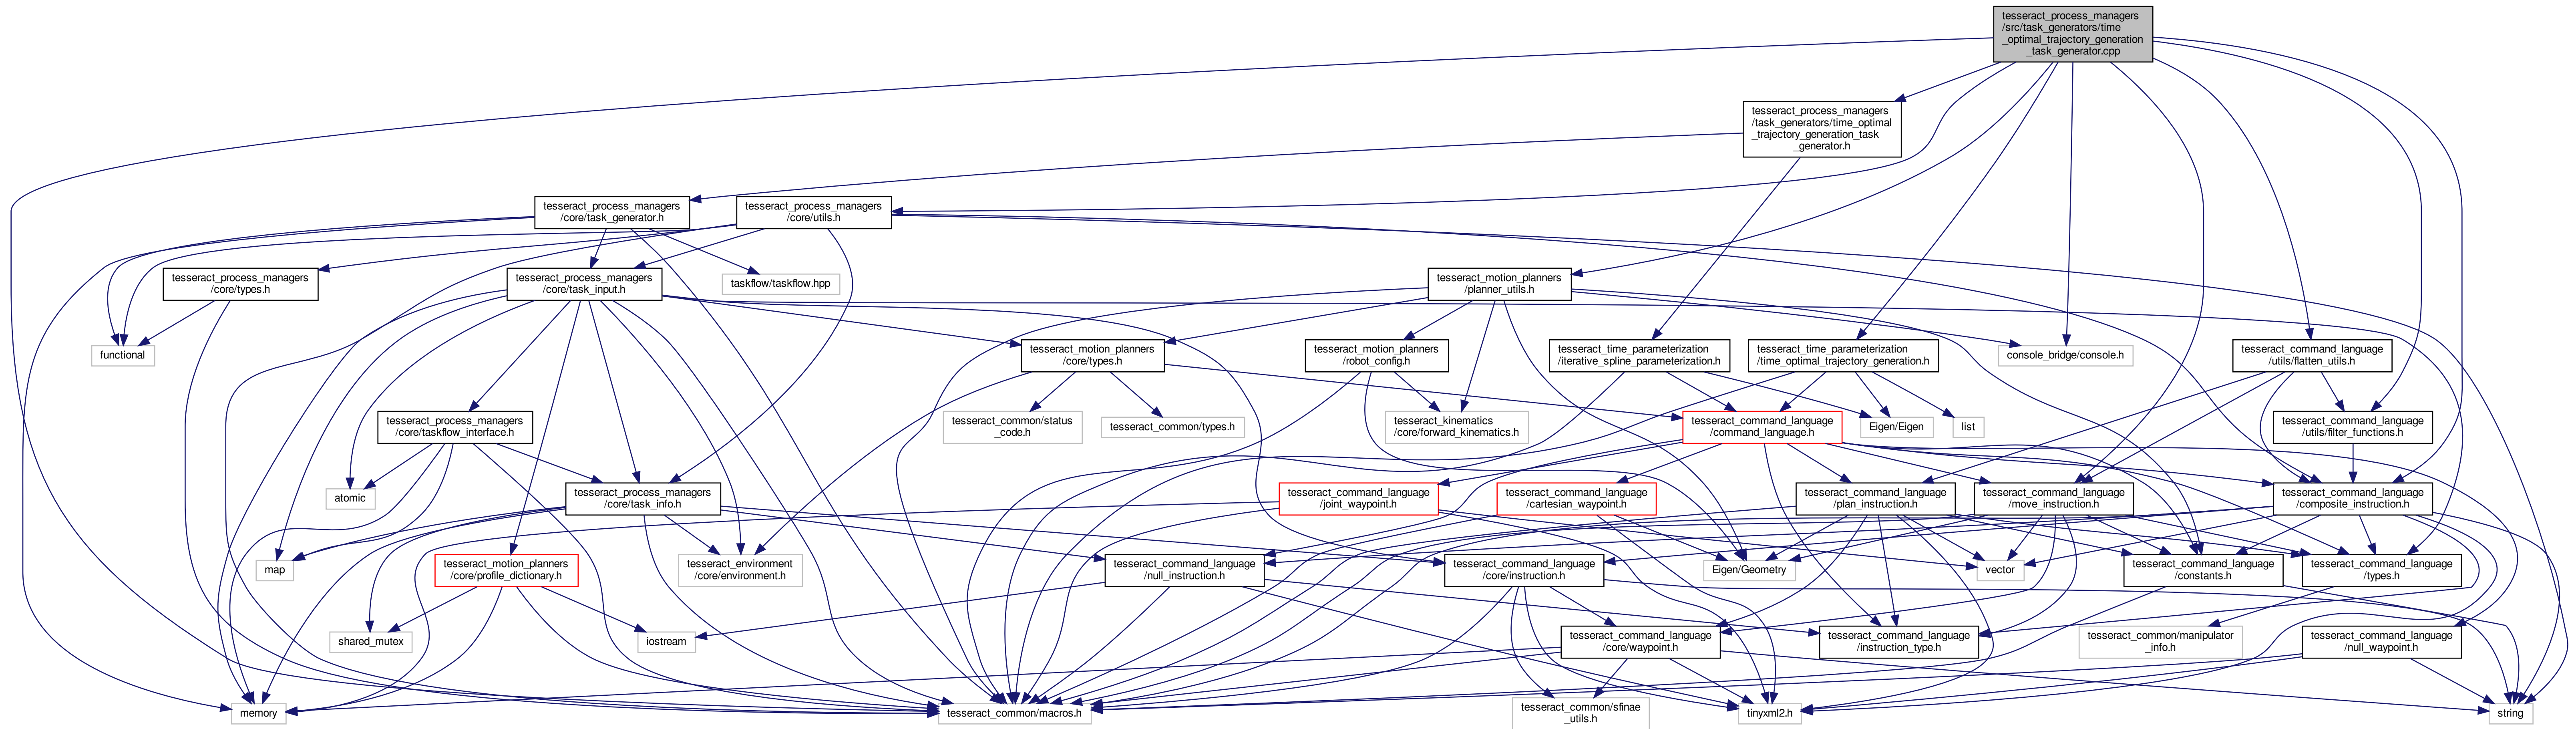 tesseract_process_managers
/src/task_generators/time
_optimal_trajectory_generation
_task_generator.cpp
tesseract_process_managers
/task_generators/time_optimal
_trajectory_generation_task
_generator.h
tesseract_process_managers
/core/task_generator.h
tesseract_process_managers
/core/utils.h
tesseract_process_managers
/core/types.h
tesseract_process_managers
/core/task_input.h
taskflow/taskflow.hpp
tesseract_motion_planners
/planner_utils.h
functional
tesseract_motion_planners
/core/types.h
tesseract_motion_planners
/robot_config.h
tesseract_time_parameterization
/iterative_spline_parameterization.h
tesseract_time_parameterization
/time_optimal_trajectory_generation.h
console_bridge/console.h
tesseract_command_language
/utils/flatten_utils.h
tesseract_process_managers
/core/taskflow_interface.h
tesseract_common/status
_code.h
tesseract_common/types.h
tesseract_kinematics
/core/forward_kinematics.h
tesseract_command_language
/command_language.h
Eigen/Eigen
list
tesseract_command_language
/utils/filter_functions.h
atomic
tesseract_process_managers
/core/task_info.h
tesseract_command_language
/joint_waypoint.h
tesseract_command_language
/cartesian_waypoint.h
tesseract_command_language
/plan_instruction.h
tesseract_command_language
/move_instruction.h
tesseract_command_language
/composite_instruction.h
map
tesseract_motion_planners
/core/profile_dictionary.h
tesseract_environment
/core/environment.h
tesseract_command_language
/null_instruction.h
tesseract_command_language
/core/instruction.h
Eigen/Geometry
vector
tesseract_command_language
/constants.h
tesseract_command_language
/types.h
shared_mutex
iostream
tesseract_command_language
/core/waypoint.h
tesseract_command_language
/instruction_type.h
tesseract_common/manipulator
_info.h
tesseract_command_language
/null_waypoint.h
memory
tesseract_common/macros.h
tesseract_common/sfinae
_utils.h
tinyxml2.h
string